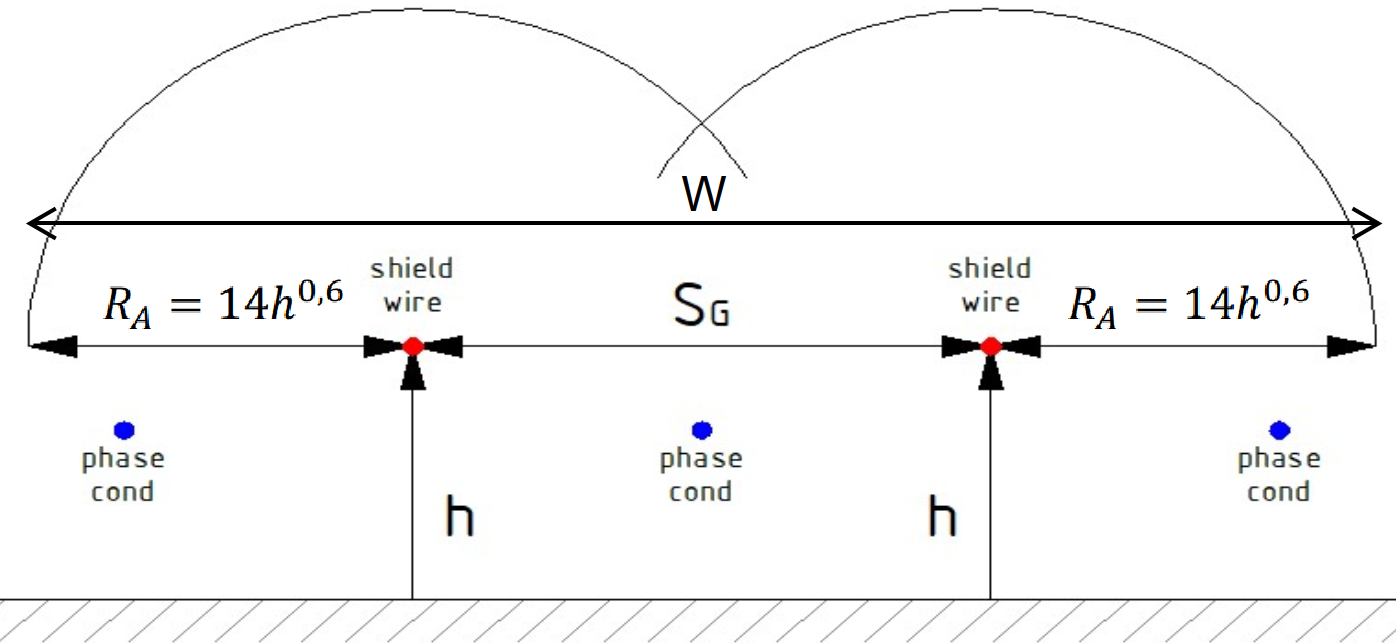 W
shield
wire
shield
wire
R_A = 14h^{0,6}
S_G
R_A = 14h^{0,6}
phase
cond
phase
cond
phase
cond
h
h